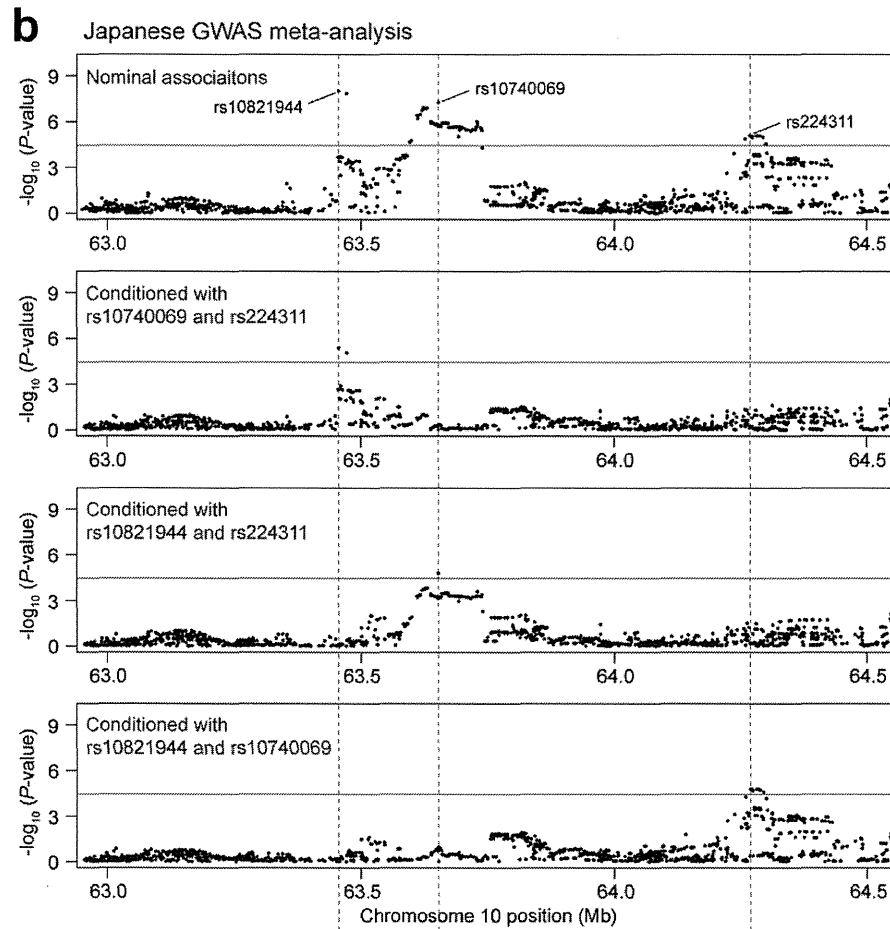 b
Japanese GWAS meta-analysis
Nominal associaitons
rs10821944
rs10740069
rs224311
9
6
3
0
-log10 (P-value)
63.0
63.5
64.0
64.5
Conditioned with
rs10740069 and rs224311
9
6
3
0
-log10 (P-value)
63.0
63.5
64.0
64.5
Conditioned with
rs10821944 and rs224311
9
6
3
0
-log10 (P-value)
63.0
63.5
64.0
64.5
Conditioned with
rs10821944 and rs10740069
9
6
3
0
-log10 (P-value)
63.0
63.5
64.0
64.5
Chromosome 10 position (Mb)